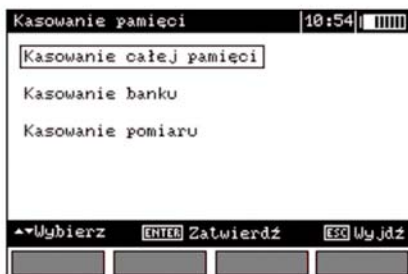 Kasowanie pamięci 10:54
Kasowanie całej pamięci
Kasowanie banku
Kasowanie pomiaru
Wybierz ENTER Zatwierdź ESC Wyjdź